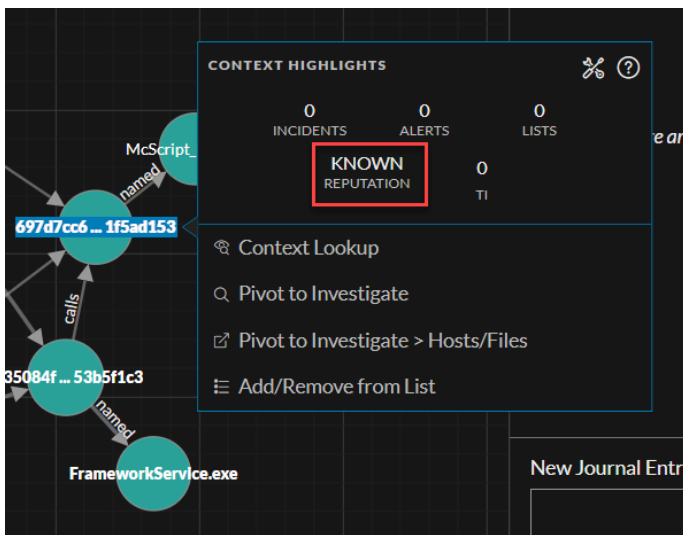 CONTEXT HIGHLIGHTS
0
INCIDENTS
0
ALERTS
0
LISTS
KNOWN
REPUTATION
0
TI
Context Lookup
Pivot to Investigate
Pivot to Investigate > Hosts/Files
Add/Remove from List
McScript_
named
697d7cc6 ... 1f5ad153
calls
35084f ... 53b5f1c3
named
FrameworkService.exe
New Journal Entr